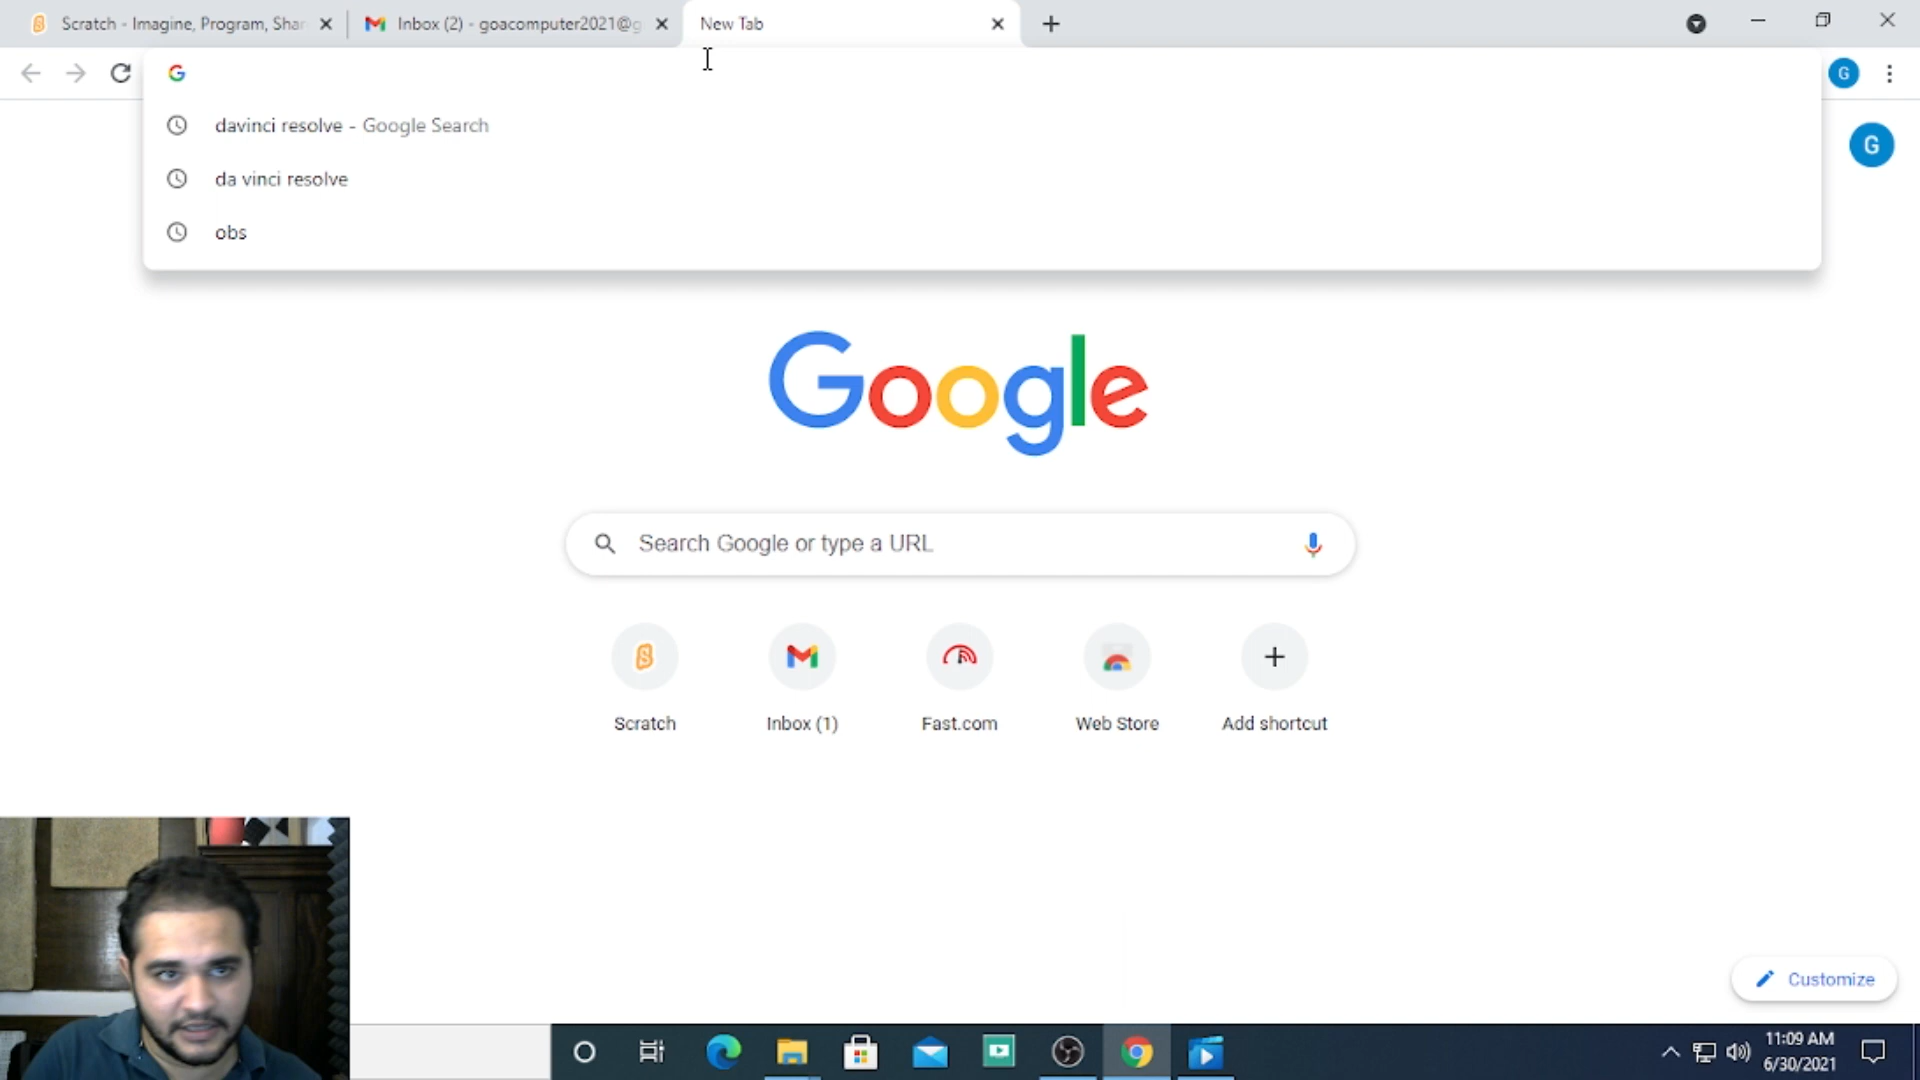 Scratch - Imagine, Program, Shar
Inbox (2) - goacomputer2021@g
New Tab
G
G
davinci resolve - Google Search
da vinci resolve
obs
G
Google
Search Google or type a URL
Scratch
Inbox (1)
Fast.com
Web Store
Add shortcut
Customize
11:09 AM
6/30/2021